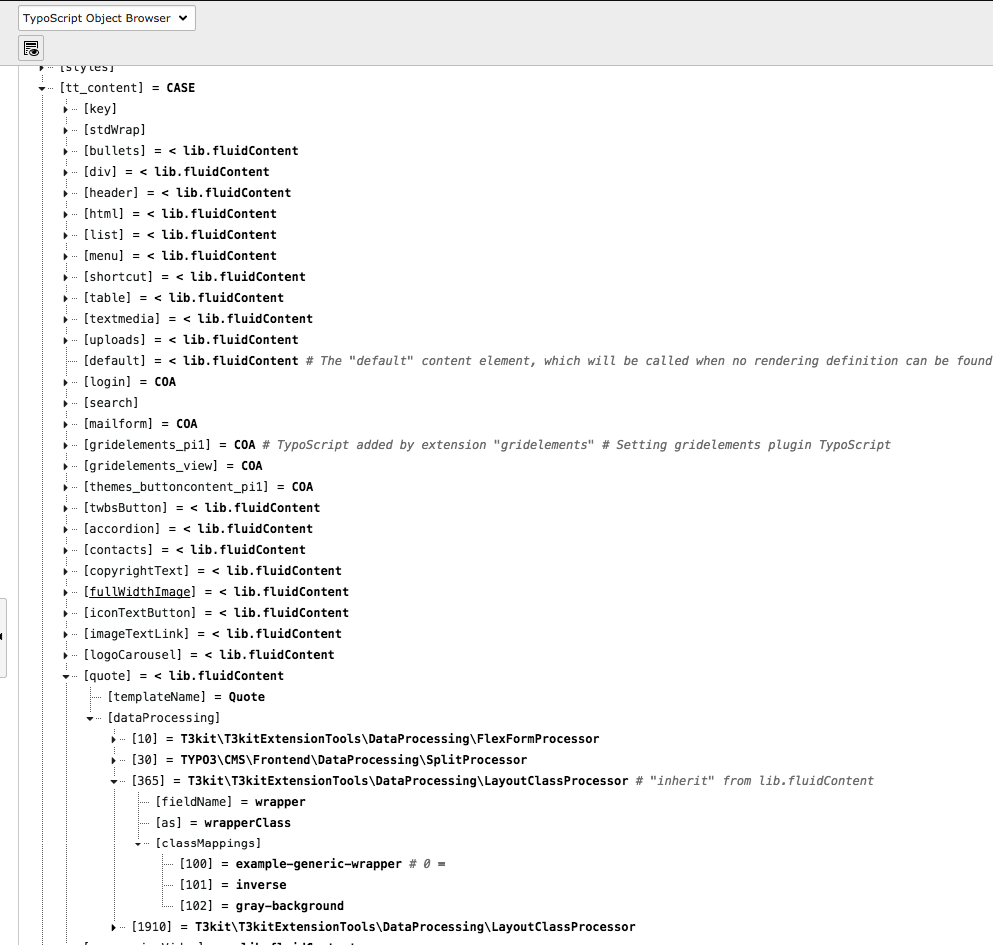 TypoScript Object Browser
[styles]
[tt_content] = CASE
[key]
[stdWrap]
[bullets] = < lib.fluidContent
[div] = < lib.fluidContent
[header] = < lib.fluidContent
[html] = < lib.fluidContent
[list] = < lib.fluidContent
[menu] = < lib.fluidContent
[shortcut] = < lib.fluidContent
[table] = < lib.fluidContent
[textmedia] = < lib.fluidContent
[uploads] = < lib.fluidContent
[default] = < lib.fluidContent # The "default" content element, which will be called when no rendering definition can be found
[login] = COA
[search]
[mailform] = COA
[gridelements_pi1] = COA # TypoScript added by extension "gridelements" # Setting gridelements plugin TypoScript
[gridelements_view] = COA
[themes_buttoncontent_pi1] = COA
[twbsButton] = < lib.fluidContent
[accordion] = < lib.fluidContent
[contacts] = < lib.fluidContent
[copyrightText] = < lib.fluidContent
[fullWidthImage] = < lib.fluidContent
[iconTextButton] = < lib.fluidContent
[imageTextLink] = < lib.fluidContent
[logoCarousel] = < lib.fluidContent
[quote] = < lib.fluidContent
[templateName] = Quote
[dataProcessing]
[10] = T3kit\T3kitExtensionTools\DataProcessing\FlexFormProcessor
[30] = TYPO3\CMS\Frontend\DataProcessing\SplitProcessor
[365] = T3kit\T3kitExtensionTools\DataProcessing\LayoutClassProcessor # "inherit" from lib.fluidContent
[fieldName] = wrapper
[as] = wrapperClass
[classMappings]
[100] = example-generic-wrapper # 0 =
[101] = inverse
[102] = gray-background
[1910] = T3kit\T3kitExtensionTools\DataProcessing\LayoutClassProcessor